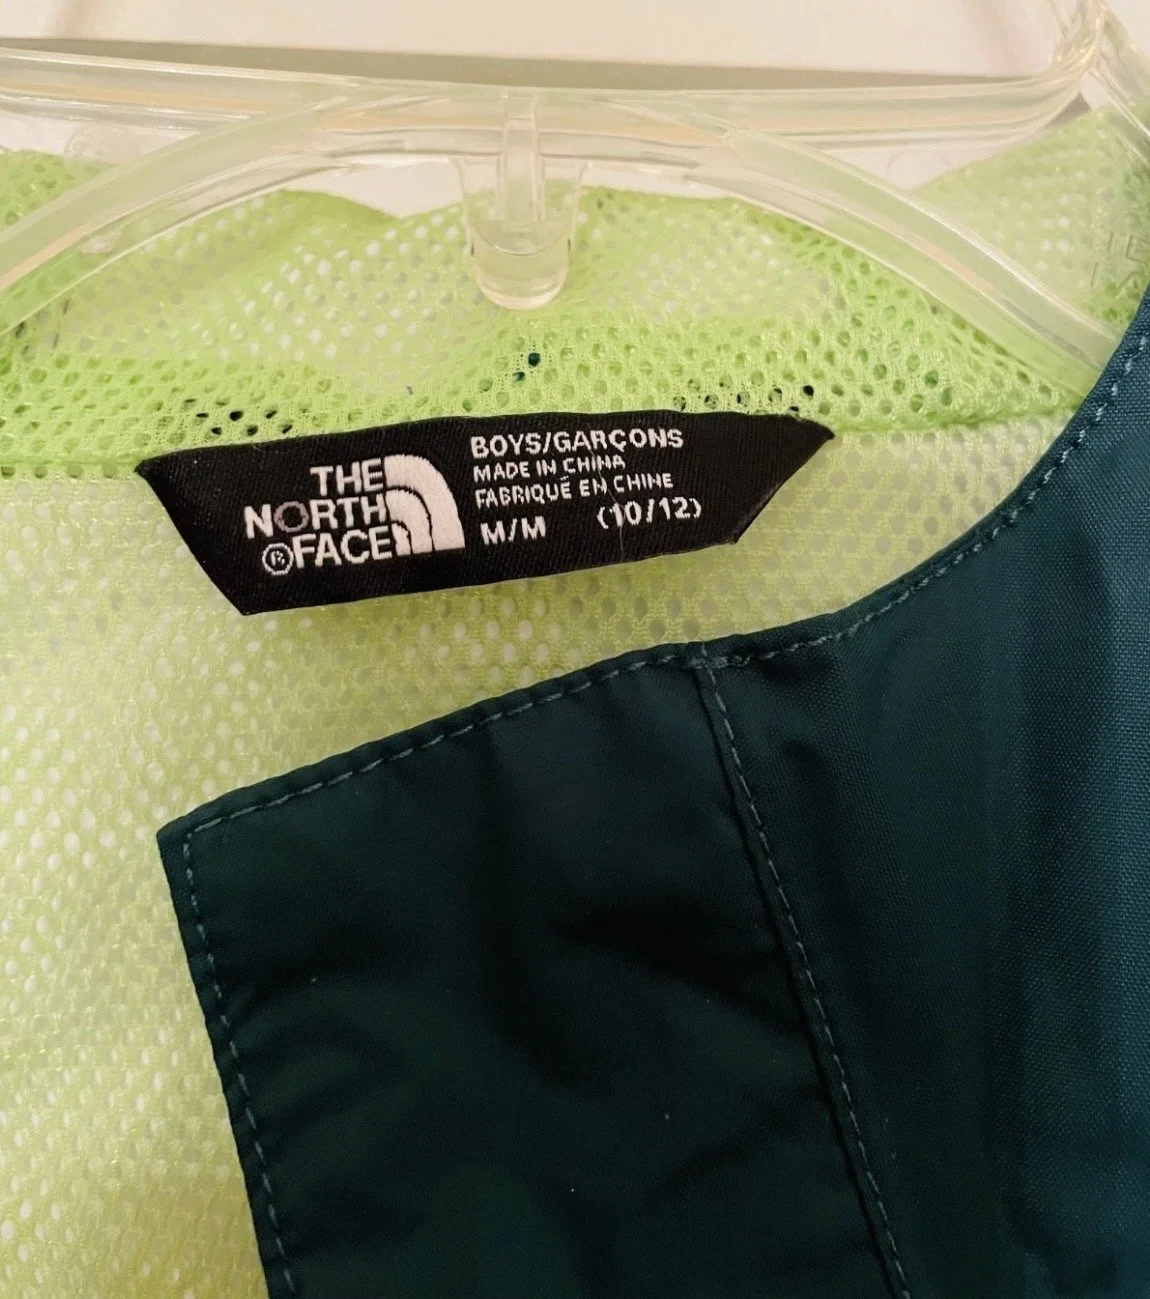 THE
NORTH
®FACE
BOYS/GARÇONS
MADE IN CHINA
FABRIQUÉ EN CHINE
M/M (10/12)